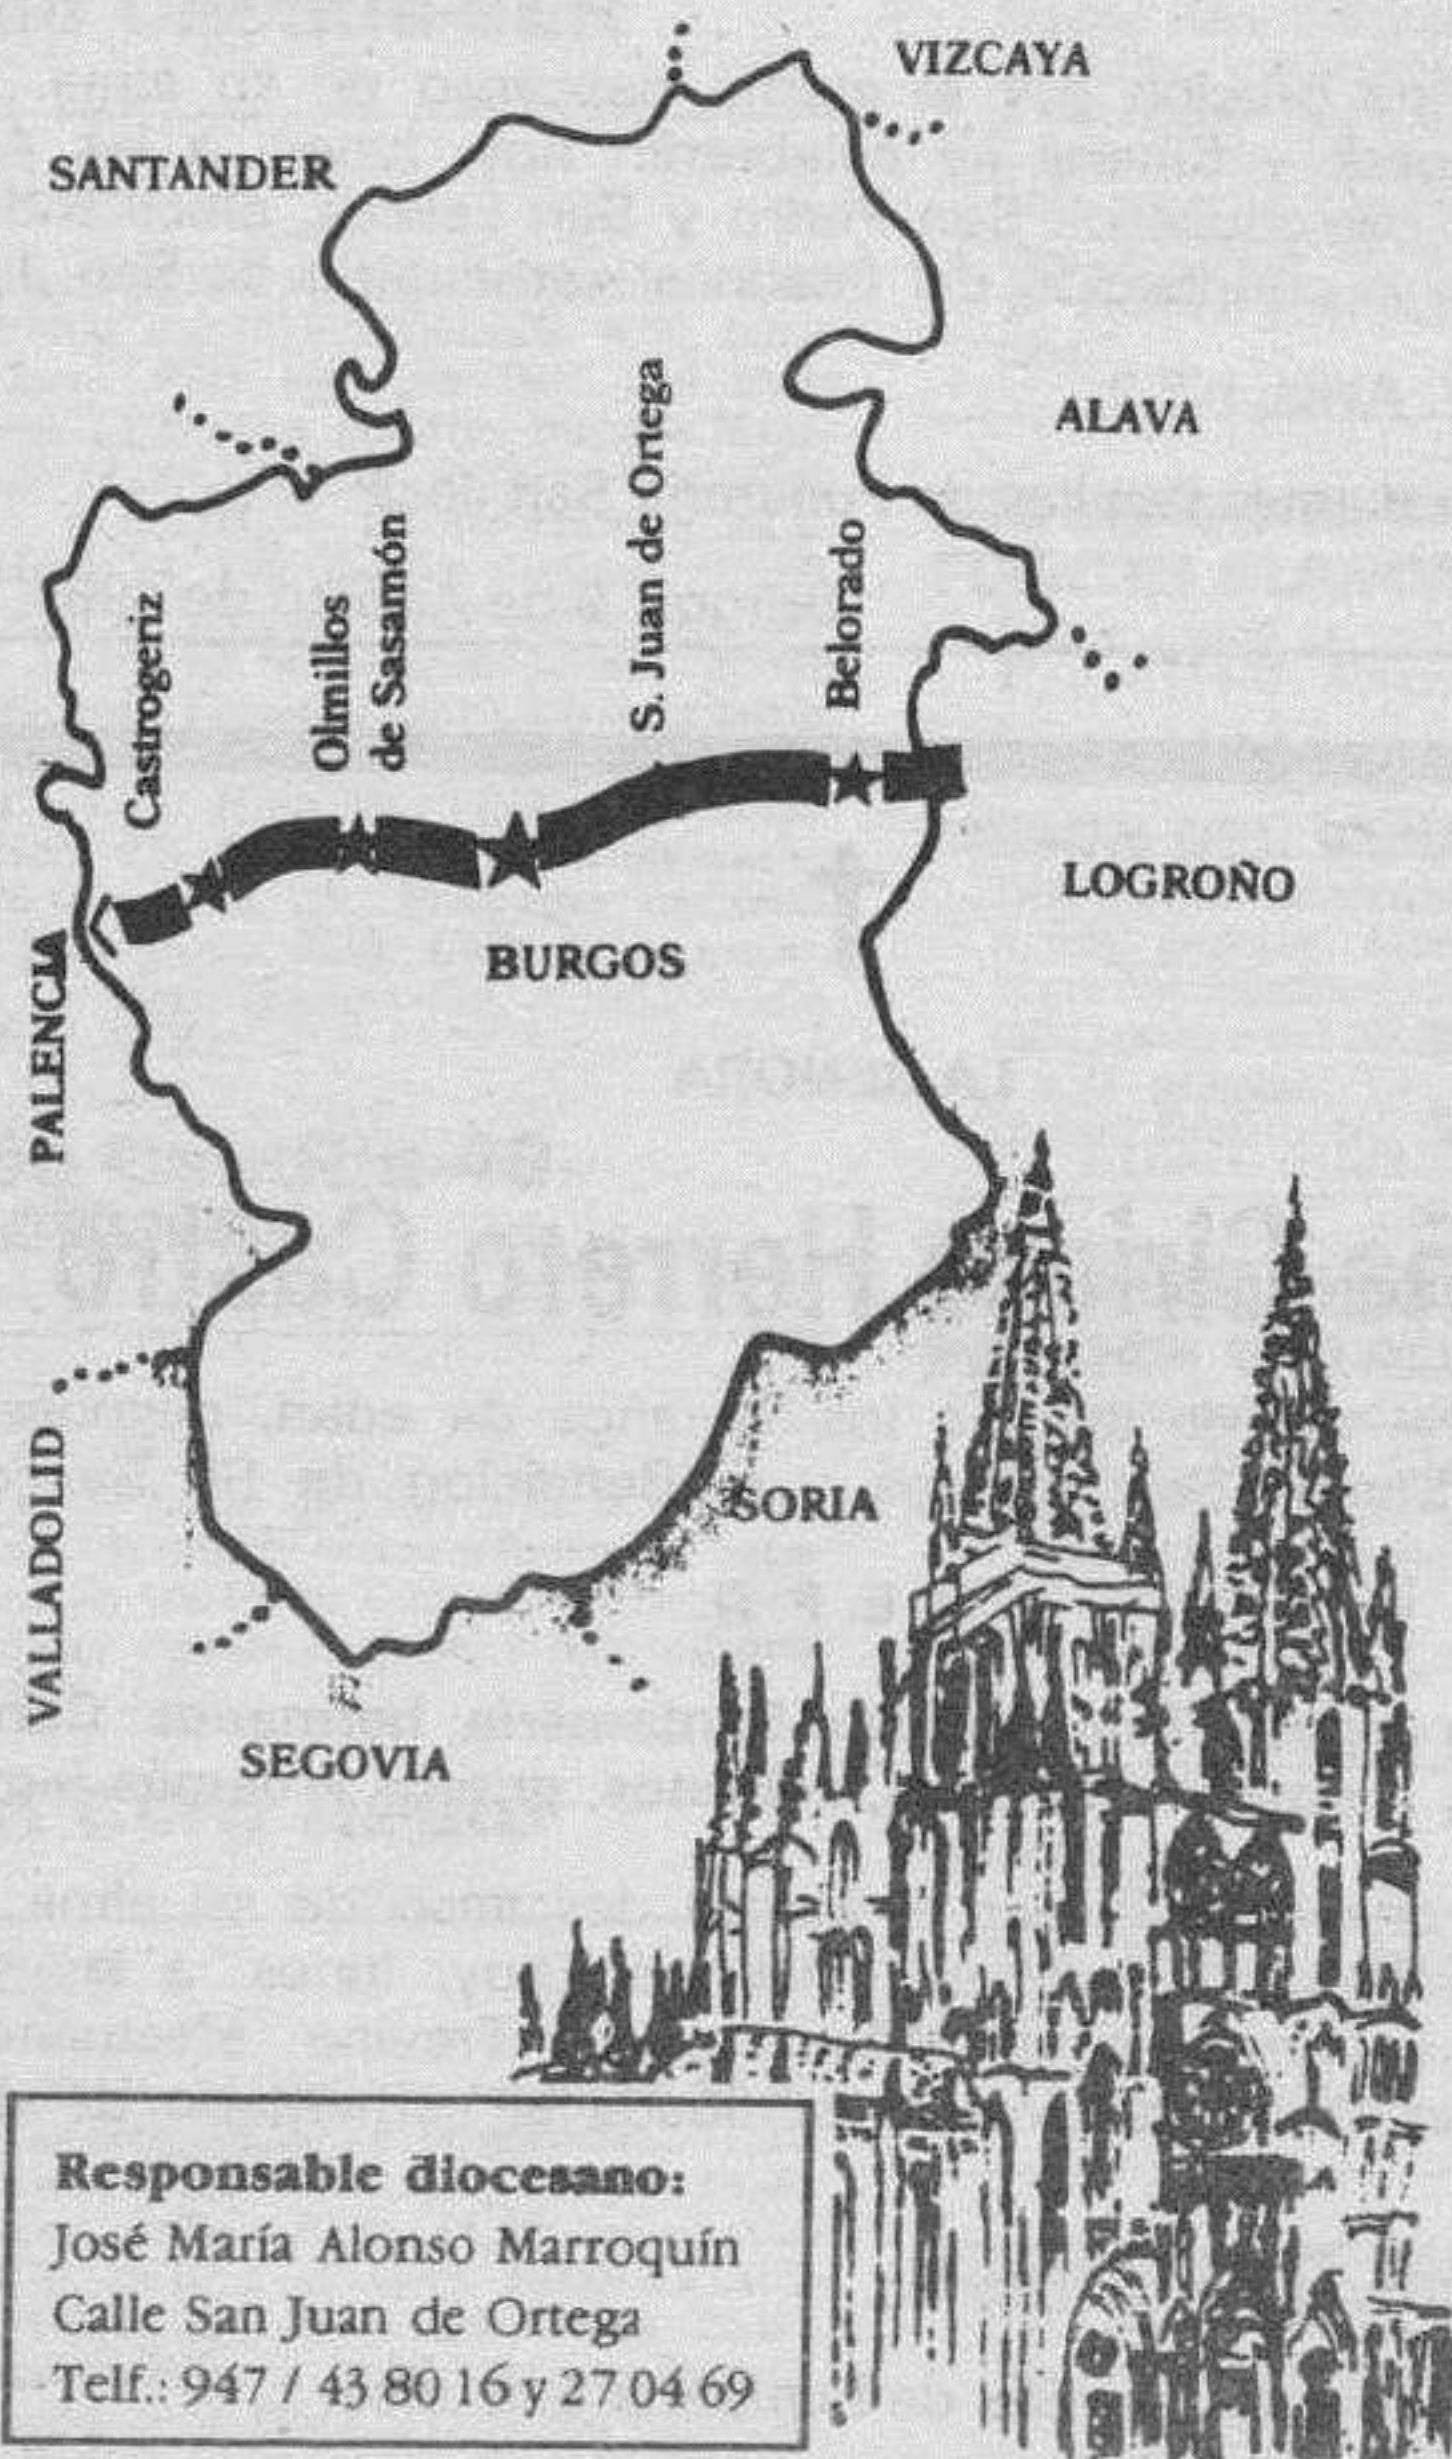 VIZCAYA
SANTANDER
ALAVA
Castrogeriz
Olmillos
de Sasamón
S. Juan de Ortega
Belorado
LOGROÑO
BURGOS
PALENCIA
SORIA
VALLADOLID
SEGOVIA
Responsable diocesano:
José María Alonso Marroquín
Calle San Juan de Ortega
Telf.: 947 / 43 80 16 y 27 04 69